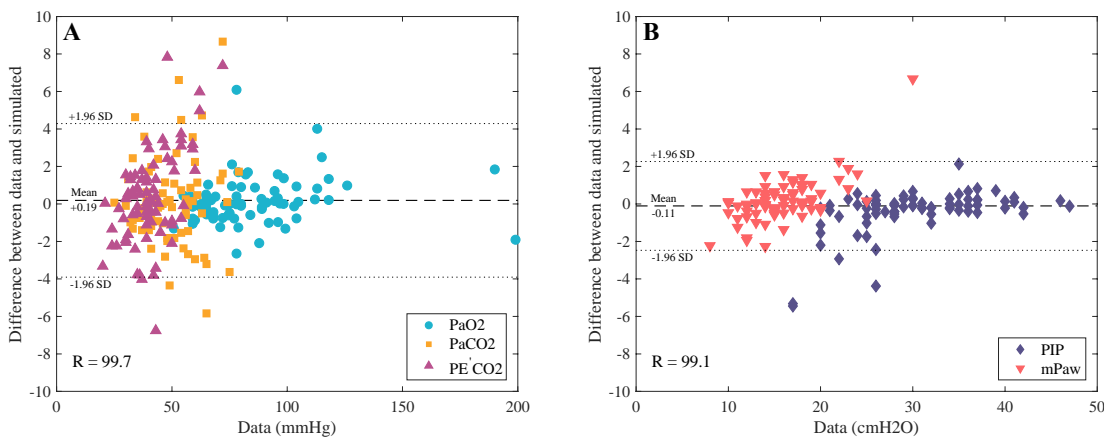 A
Difference between data and simulated
10
8
6
4
2
0
-2
-4
-6
-8
-10
+1.96 SD
Mean
+0.19
-1.96 SD
R = 99.7
PaO2
PaCO2
PE'CO2
0
50
100
150
200
Data (mmHg)
B
Difference between data and simulated
10
8
6
4
2
0
-2
-4
-6
-8
-10
+1.96 SD
Mean
-0.11
-1.96 SD
R = 99.1
PIP
mPaw
0
10
20
30
40
50
Data (cmH2O)